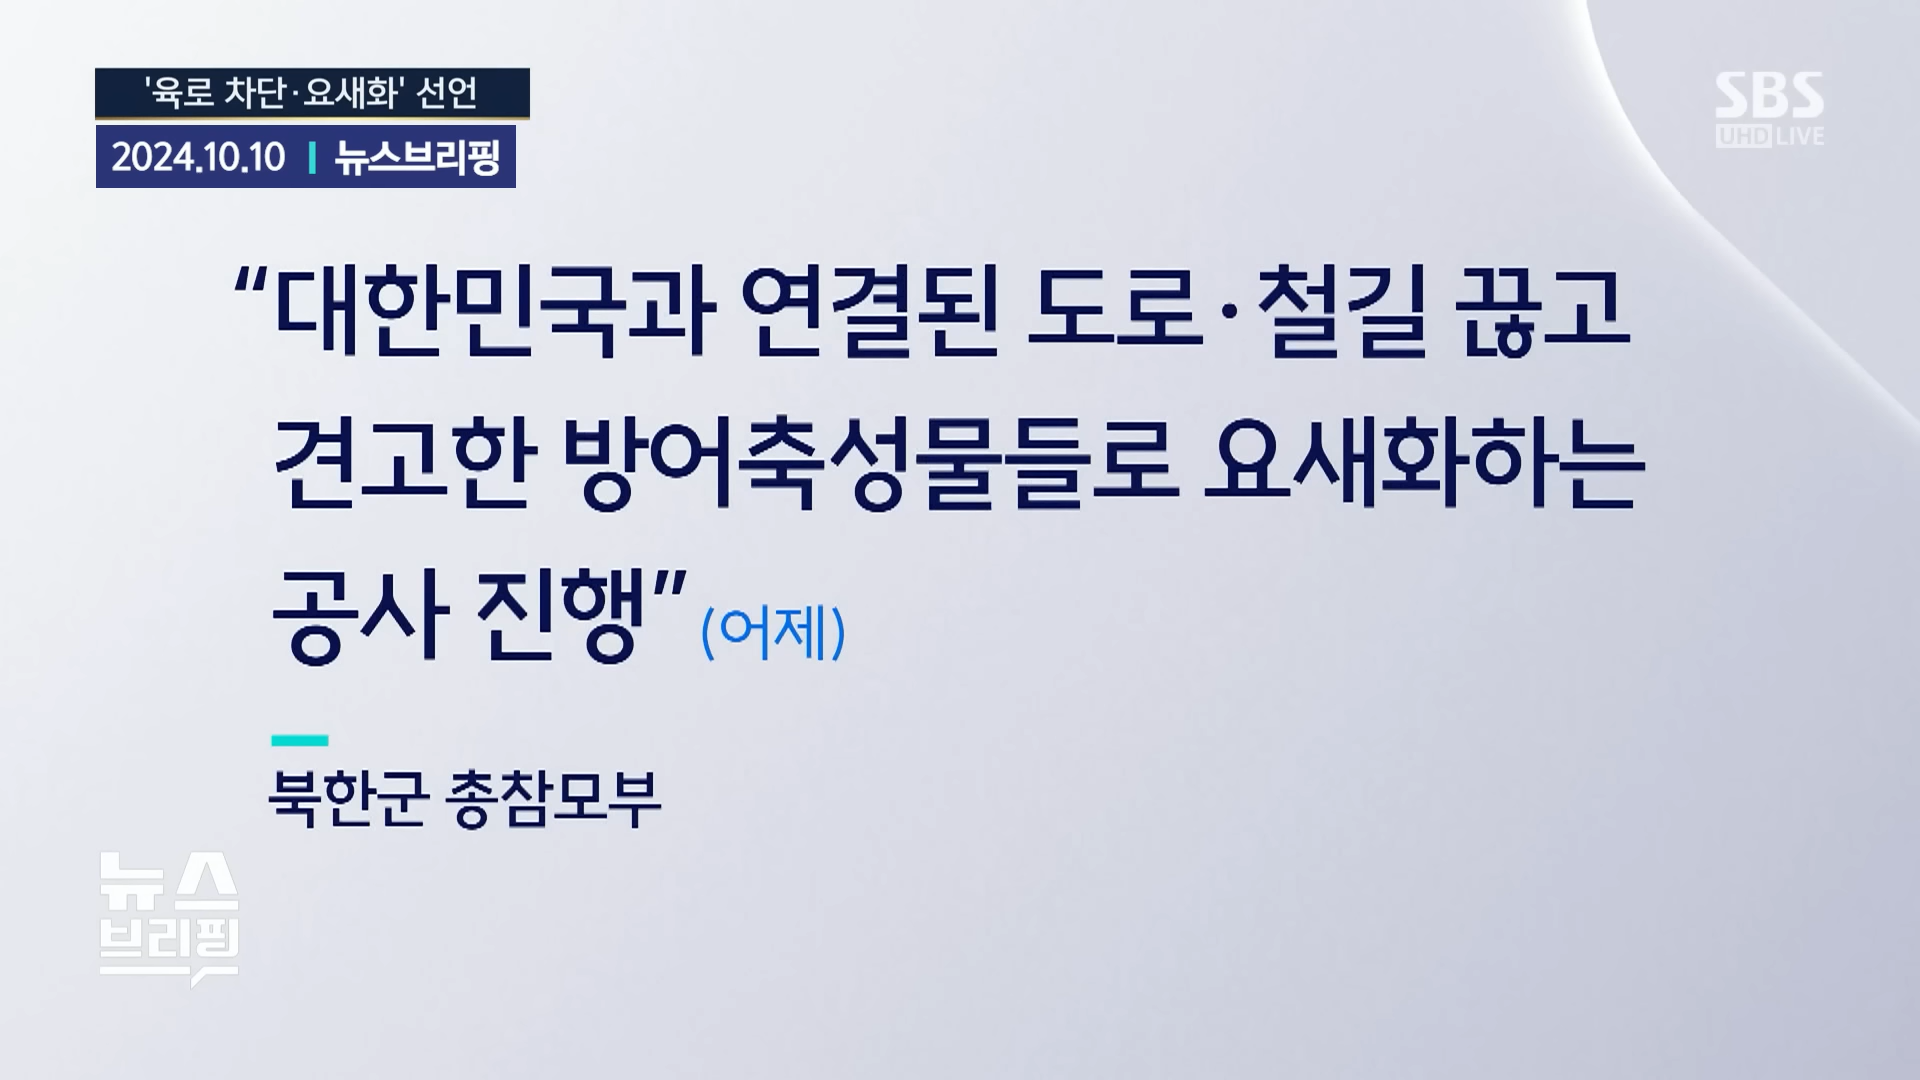 '육로 차단·요새화' 선언
2024.10.10 | 뉴스브리핑
SBS
UHD LIVE
“대한민국과 연결된 도로·철길 끊고
견고한 방어축성물들로 요새화하는
공사 진행” (어제)
북한군 총참모부
뉴스
브리핑